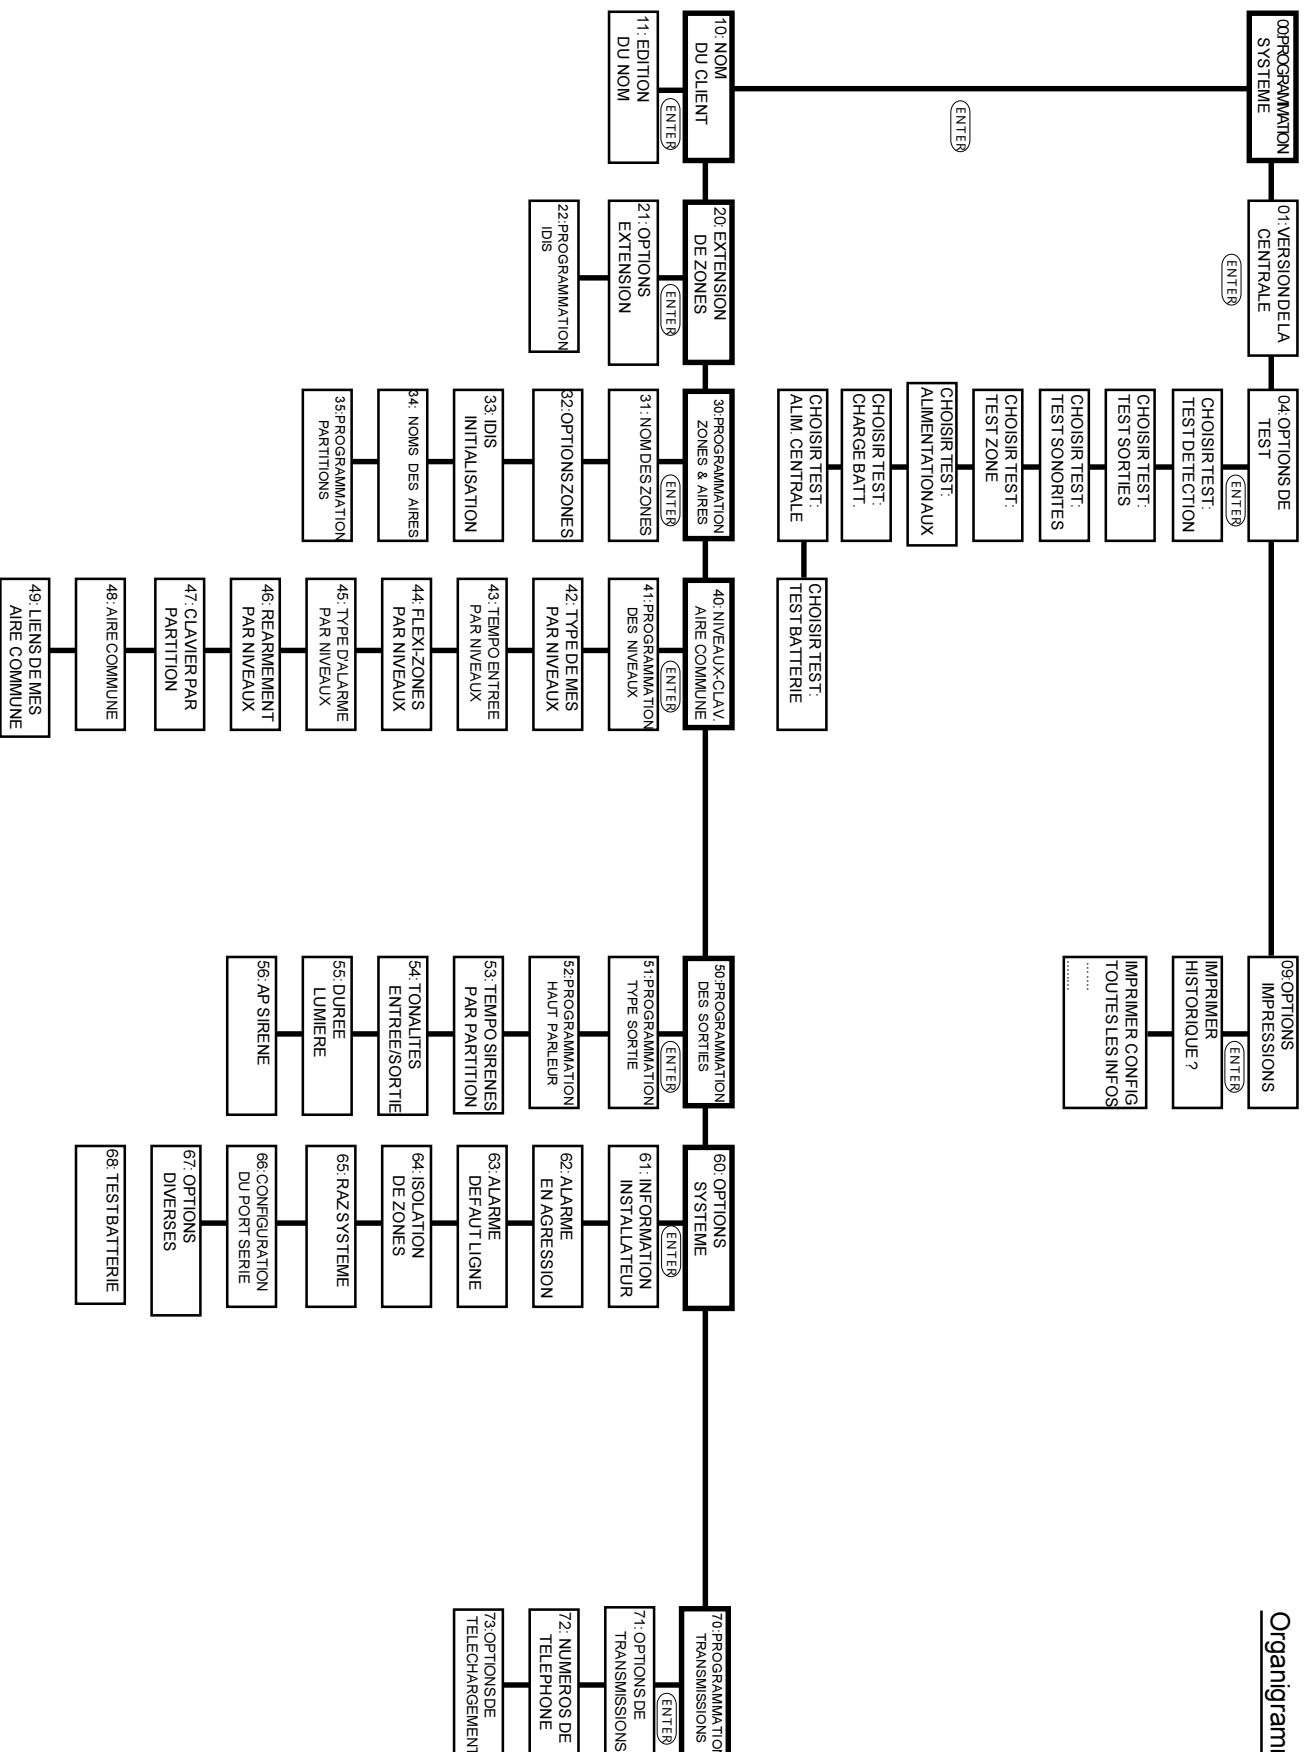 Organigram
00:PROGRAMMATION
SYSTEME
01: VERSION DE LA
CENTRALE
ENTER
04: OPTIONS DE
TEST
ENTER
CHOISIR TEST:
TEST DETECTION
CHOISIR TEST:
TEST SORTIES
CHOISIR TEST:
TEST SONORITES
CHOISIR TEST:
TEST ZONE
CHOISIR TEST:
ALIMENTATION AUX
CHOISIR TEST:
CHARGE BATT.
CHOISIR TEST:
ALIM. CENTRALE
CHOISIR TEST:
TEST BATTERIE
09:OPTIONS
IMPRESSIONS
ENTER
IMPRIMER
HISTORIQUE ?
IMPRIMER CONFIG
TOUTES LES INFOS
........
........
ENTER
10: NOM
DU CLIENT
ENTER
11: EDITION
DU NOM
20: EXTENSION
DE ZONES
ENTER
21: OPTIONS
EXTENSION
22:PROGRAMMATION
IDIS
30:PROGRAMMATION
ZONES & AIRES
ENTER
31: NOM DES ZONES
32: OPTIONS ZONES
33: IDIS
INITIALISATION
34: NOMS DES AIRES
35:PROGRAMMATION
PARTITIONS
40: NIVEAUX-CLAV.
AIRE COMMUNE
ENTER
41:PROGRAMMATION
DES NIVEAUX
42: TYPE DE MES
PAR NIVEAUX
43: TEMPO ENTREE
PAR NIVEAUX
44: FLEXI-ZONES
PAR NIVEAUX
45: TYPE D'ALARME
PAR NIVEAUX
46: REARMEMENT
PAR NIVEAUX
47: CLAVIER PAR
PARTITION
48: AIRE COMMUNE
49: LIENS DE MES
AIRE COMMUNE
50:PROGRAMMATION
DES SORTIES
ENTER
51:PROGRAMMATION
TYPE SORTIE
52:PROGRAMMATION
HAUT PARLEUR
53: TEMPO SIRENES
PAR PARTITION
54: TONALITES
ENTREE/SORTIE
55: DUREE
LUMIERE
56: AP SIRENE
60: OPTIONS
SYSTEME
ENTER
61: INFORMATION
INSTALLATEUR
62: ALARME
EN AGRESSION
63: ALARME
DEFAUT LIGNE
64: ISOLATION
DE ZONES
65: RAZ SYSTEME
66:CONFIGURATION
DU PORT SERIE
67: OPTIONS
DIVERSES
68: TEST BATTERIE
70:PROGRAMMATION
TRANSMISSIONS
ENTER
71: OPTIONS DE
TRANSMISSIONS
72: NUMEROS DE
TELEPHONE
73:OPTIONS DE
TELECHARGEMENT